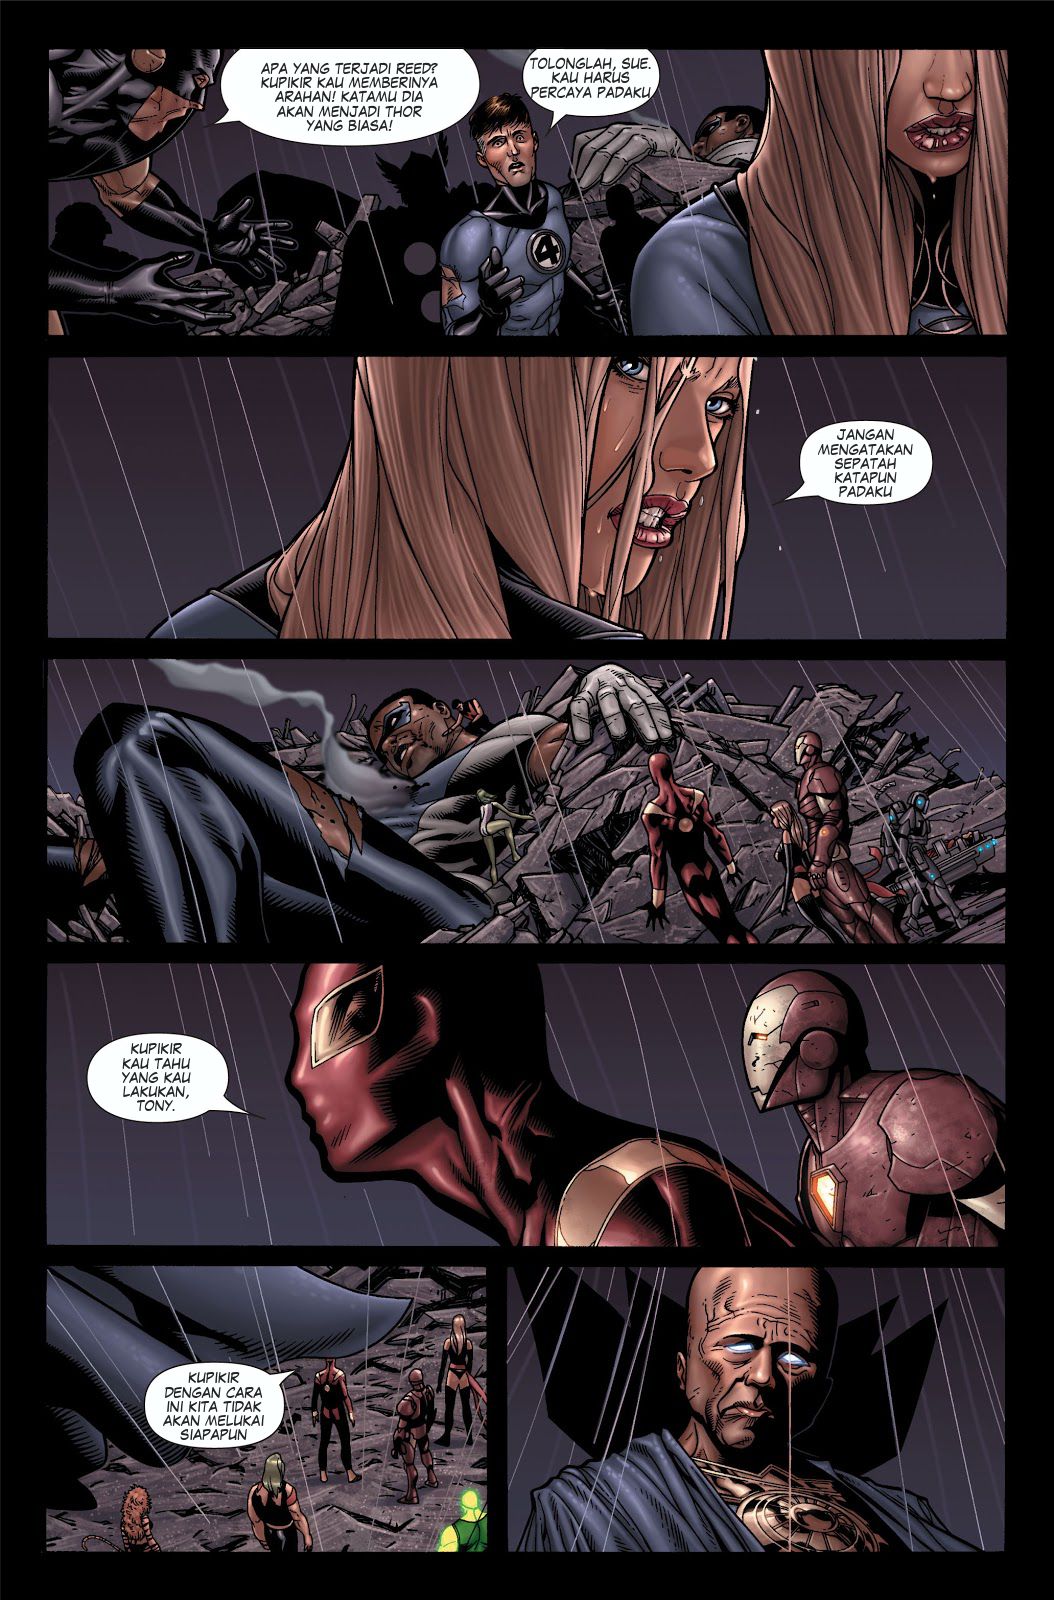 APA YANG TERJADI REED?
KUPIKIR KAU MEMBERINYA
ARAHAN! KATAMU DIA
AKAN MENJADI THOR
YANG BIASA!
TOLONGLAH, SUE.
KAU HARUS
PERCAYA PADAKU
4
JANGAN
MENGATAKAN
SEPATAH
KATAPUN
PADAKU
KUPIKIR
KAU TAHU
YANG KAU
LAKUKAN,
TONY.
KUPIKIR
DENGAN CARA
INI KITA TIDAK
AKAN MELUKAI
SIAPAPUN